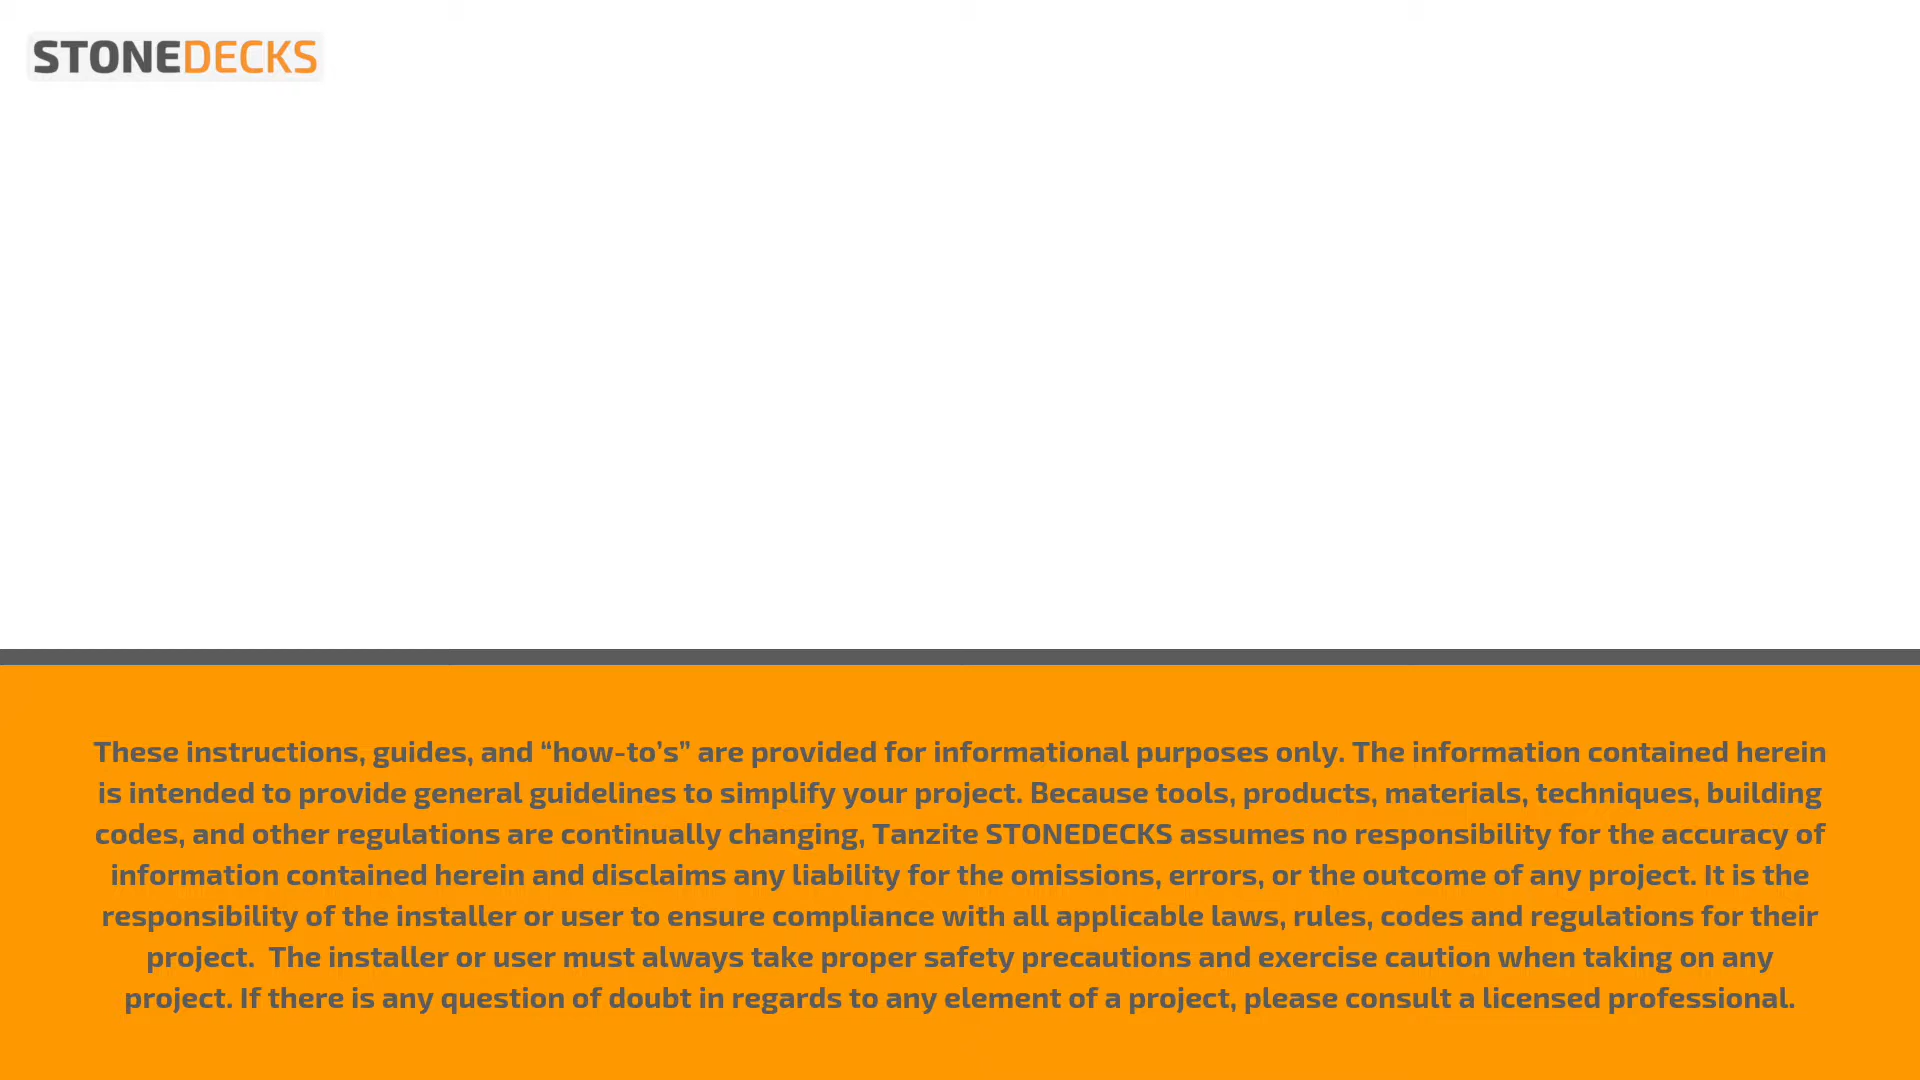 STONEDECKS
These instructions, guides, and “how-to’s” are provided for informational purposes only. The information contained herein
is intended to provide general guidelines to simplify your project. Because tools, products, materials, techniques, building
codes, and other regulations are continually changing, Tanzite STONEDECKS assumes no responsibility for the accuracy of
information contained herein and disclaims any liability for the omissions, errors, or the outcome of any project. It is the
responsibility of the installer or user to ensure compliance with all applicable laws, rules, codes and regulations for their
project.  The installer or user must always take proper safety precautions and exercise caution when taking on any
project. If there is any question of doubt in regards to any element of a project, please consult a licensed professional.